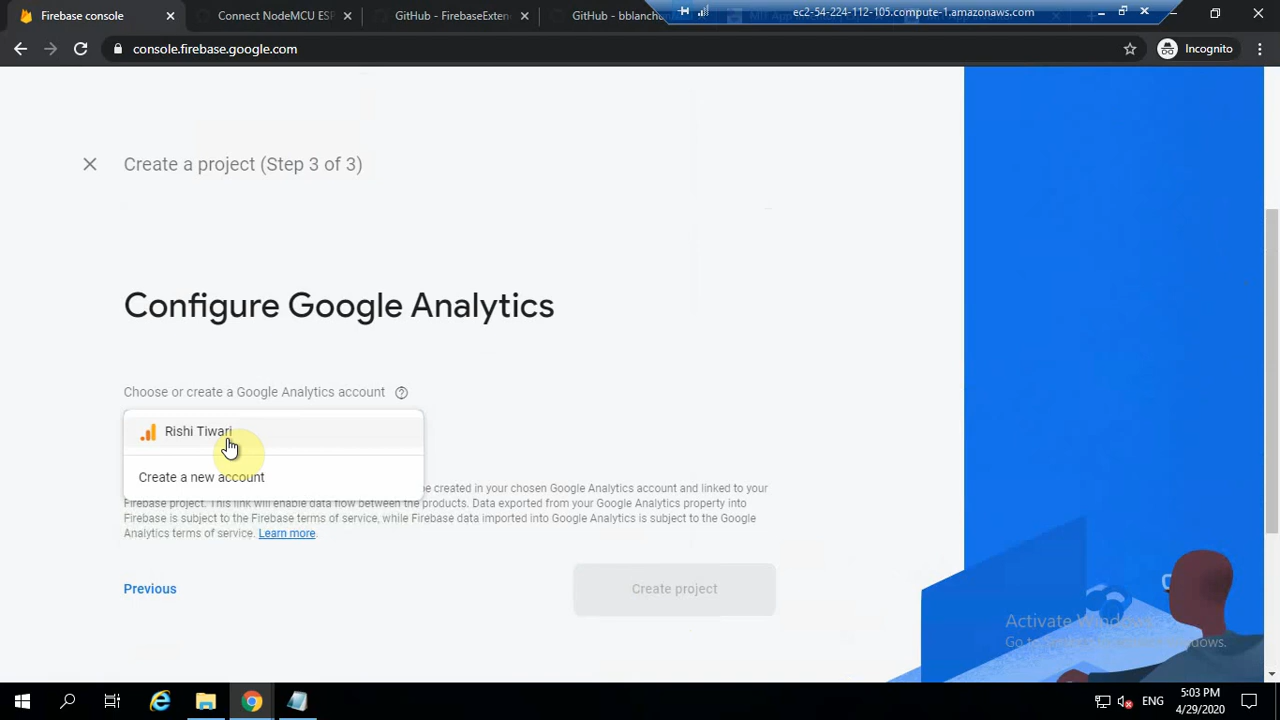 Firebase console
Connect NodeMCU ESP
GitHub - FirebaseExten
GitHub - bblanchu
ec2-54-224-112-105.compute-1.amazonaws.com
console.firebase.google.com
Incognito
Create a project (Step 3 of 3)
Configure Google Analytics
Choose or create a Google Analytics account
Rishi Tiwari
Create a new account
be created in your chosen Google Analytics account and linked to your
Firebase project. This link will enable data flow between the products. Data exported from your Google Analytics property into
Firebase is subject to the Firebase terms of service, while Firebase data imported into Google Analytics is subject to the Google
Analytics terms of service. Learn more.
Previous
Create project
Activate Windows
Go to Windows.
ENG
5:03 PM
4/29/2020